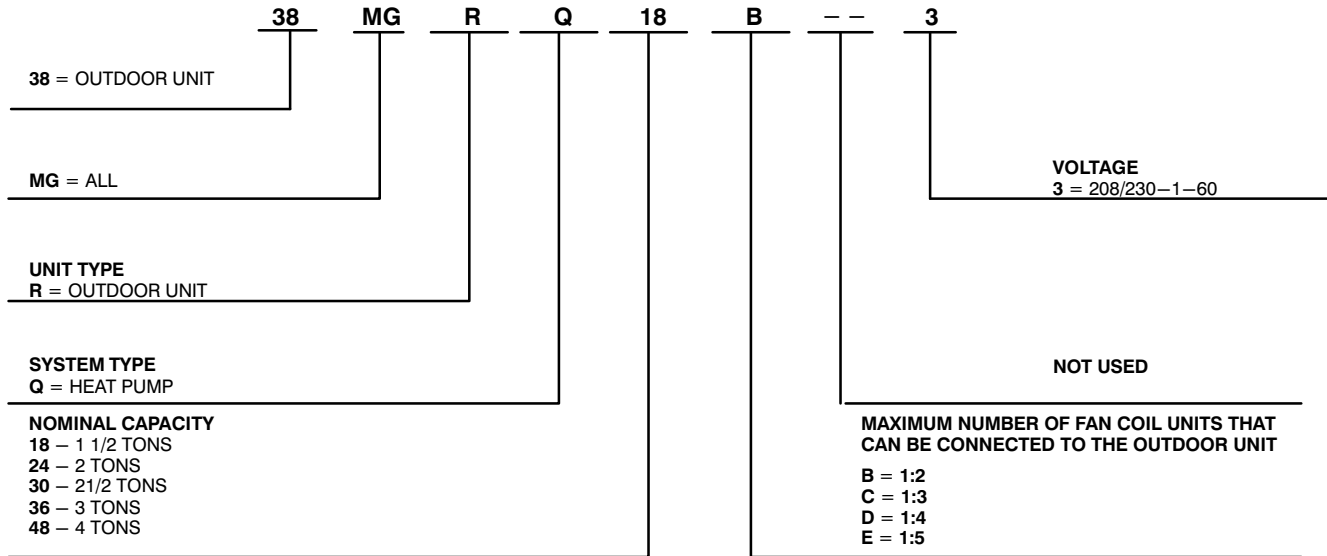 38 MG R Q 18 B – – 3
38 = OUTDOOR UNIT
MG = ALL
VOLTAGE
3 = 208/230−1−60
UNIT TYPE
R = OUTDOOR UNIT
SYSTEM TYPE
Q = HEAT PUMP
NOT USED
NOMINAL CAPACITY
18 – 1 1/2 TONS
24 – 2 TONS
30 – 21/2 TONS
36 – 3 TONS
48 – 4 TONS
MAXIMUM NUMBER OF FAN COIL UNITS THAT
CAN BE CONNECTED TO THE OUTDOOR UNIT
B = 1:2
C = 1:3
D = 1:4
E = 1:5